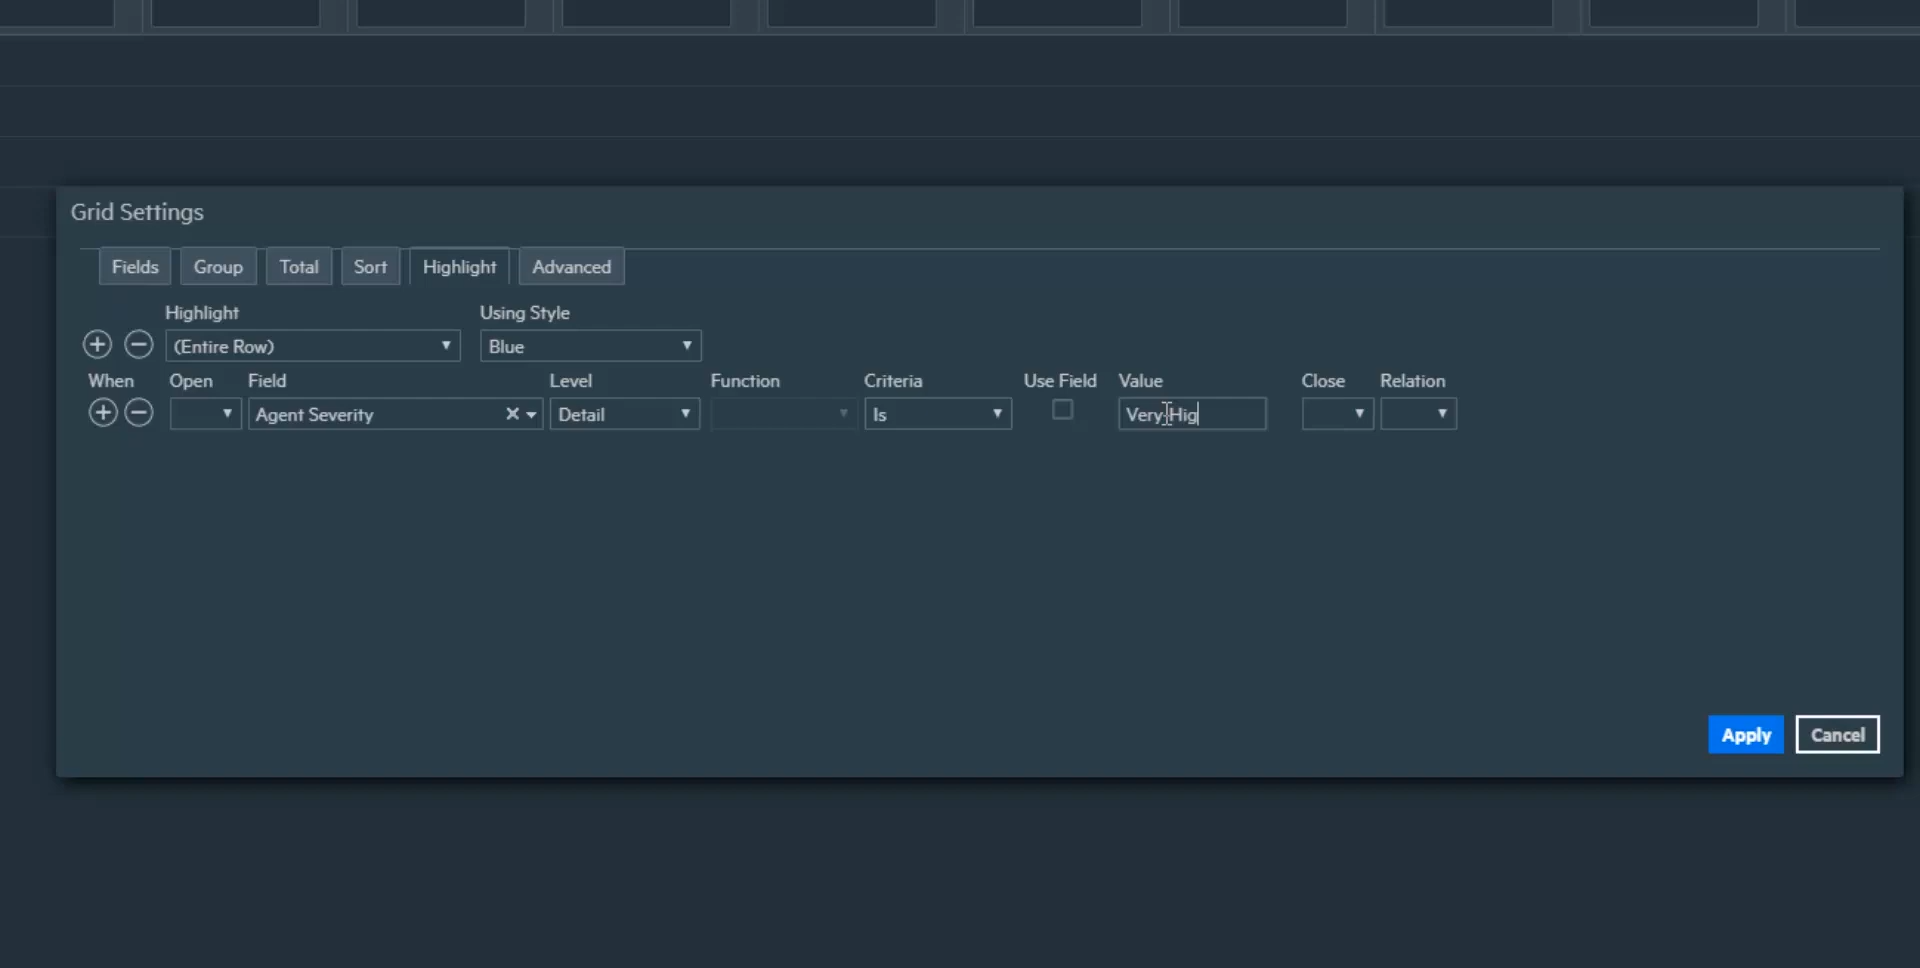 Grid Settings
Fields Group Total Sort Highlight Advanced
Highlight Using Style
(Entire Row) Blue
When Open Field Level Function Criteria Use Field Value Close Relation
Agent Severity Detail Is Very Hig
Apply Cancel